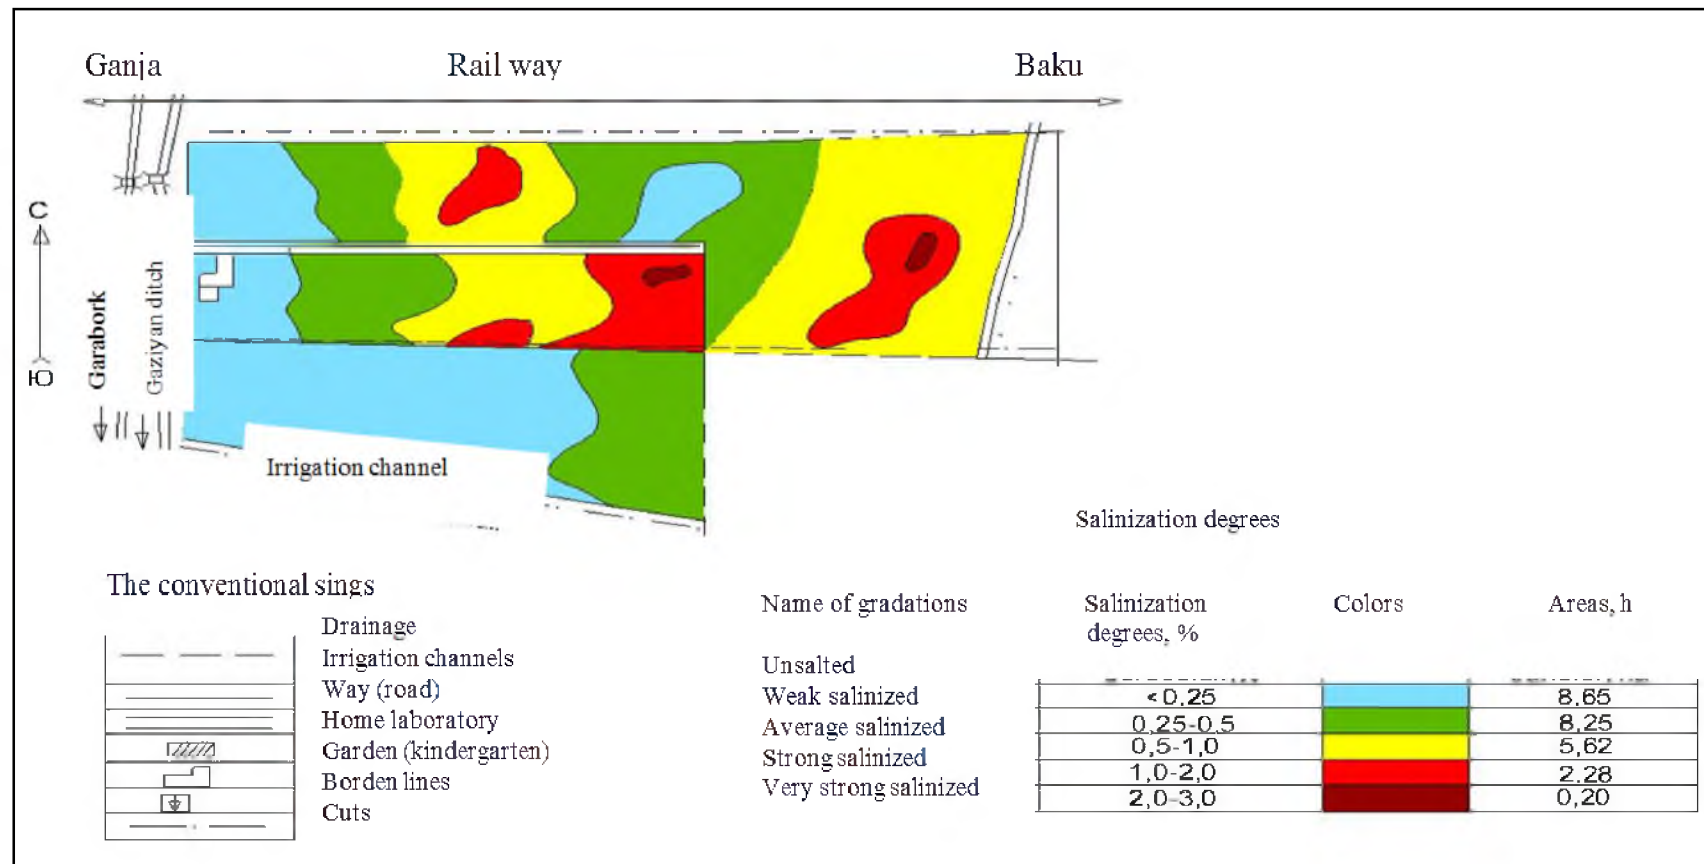 Ganja Rail way Baku
С
Ю
Garabork
Gaziyan ditch
Irrigation channel
Salinization degrees
The conventional sings
Drainage
Irrigation channels
Way (road)
Home laboratory
Garden (kindergarten)
Borden lines
Cuts
Name of gradations
Salinization degrees, %
Colors
Areas, h
Unsalted
Weak salinized
Average salinized
Strong salinized
Very strong salinized
<0,25 8,65
0,25-0,5 8,25
0,5-1,0 5,62
1,0-2,0 2.28
2,0-3,0 0,20